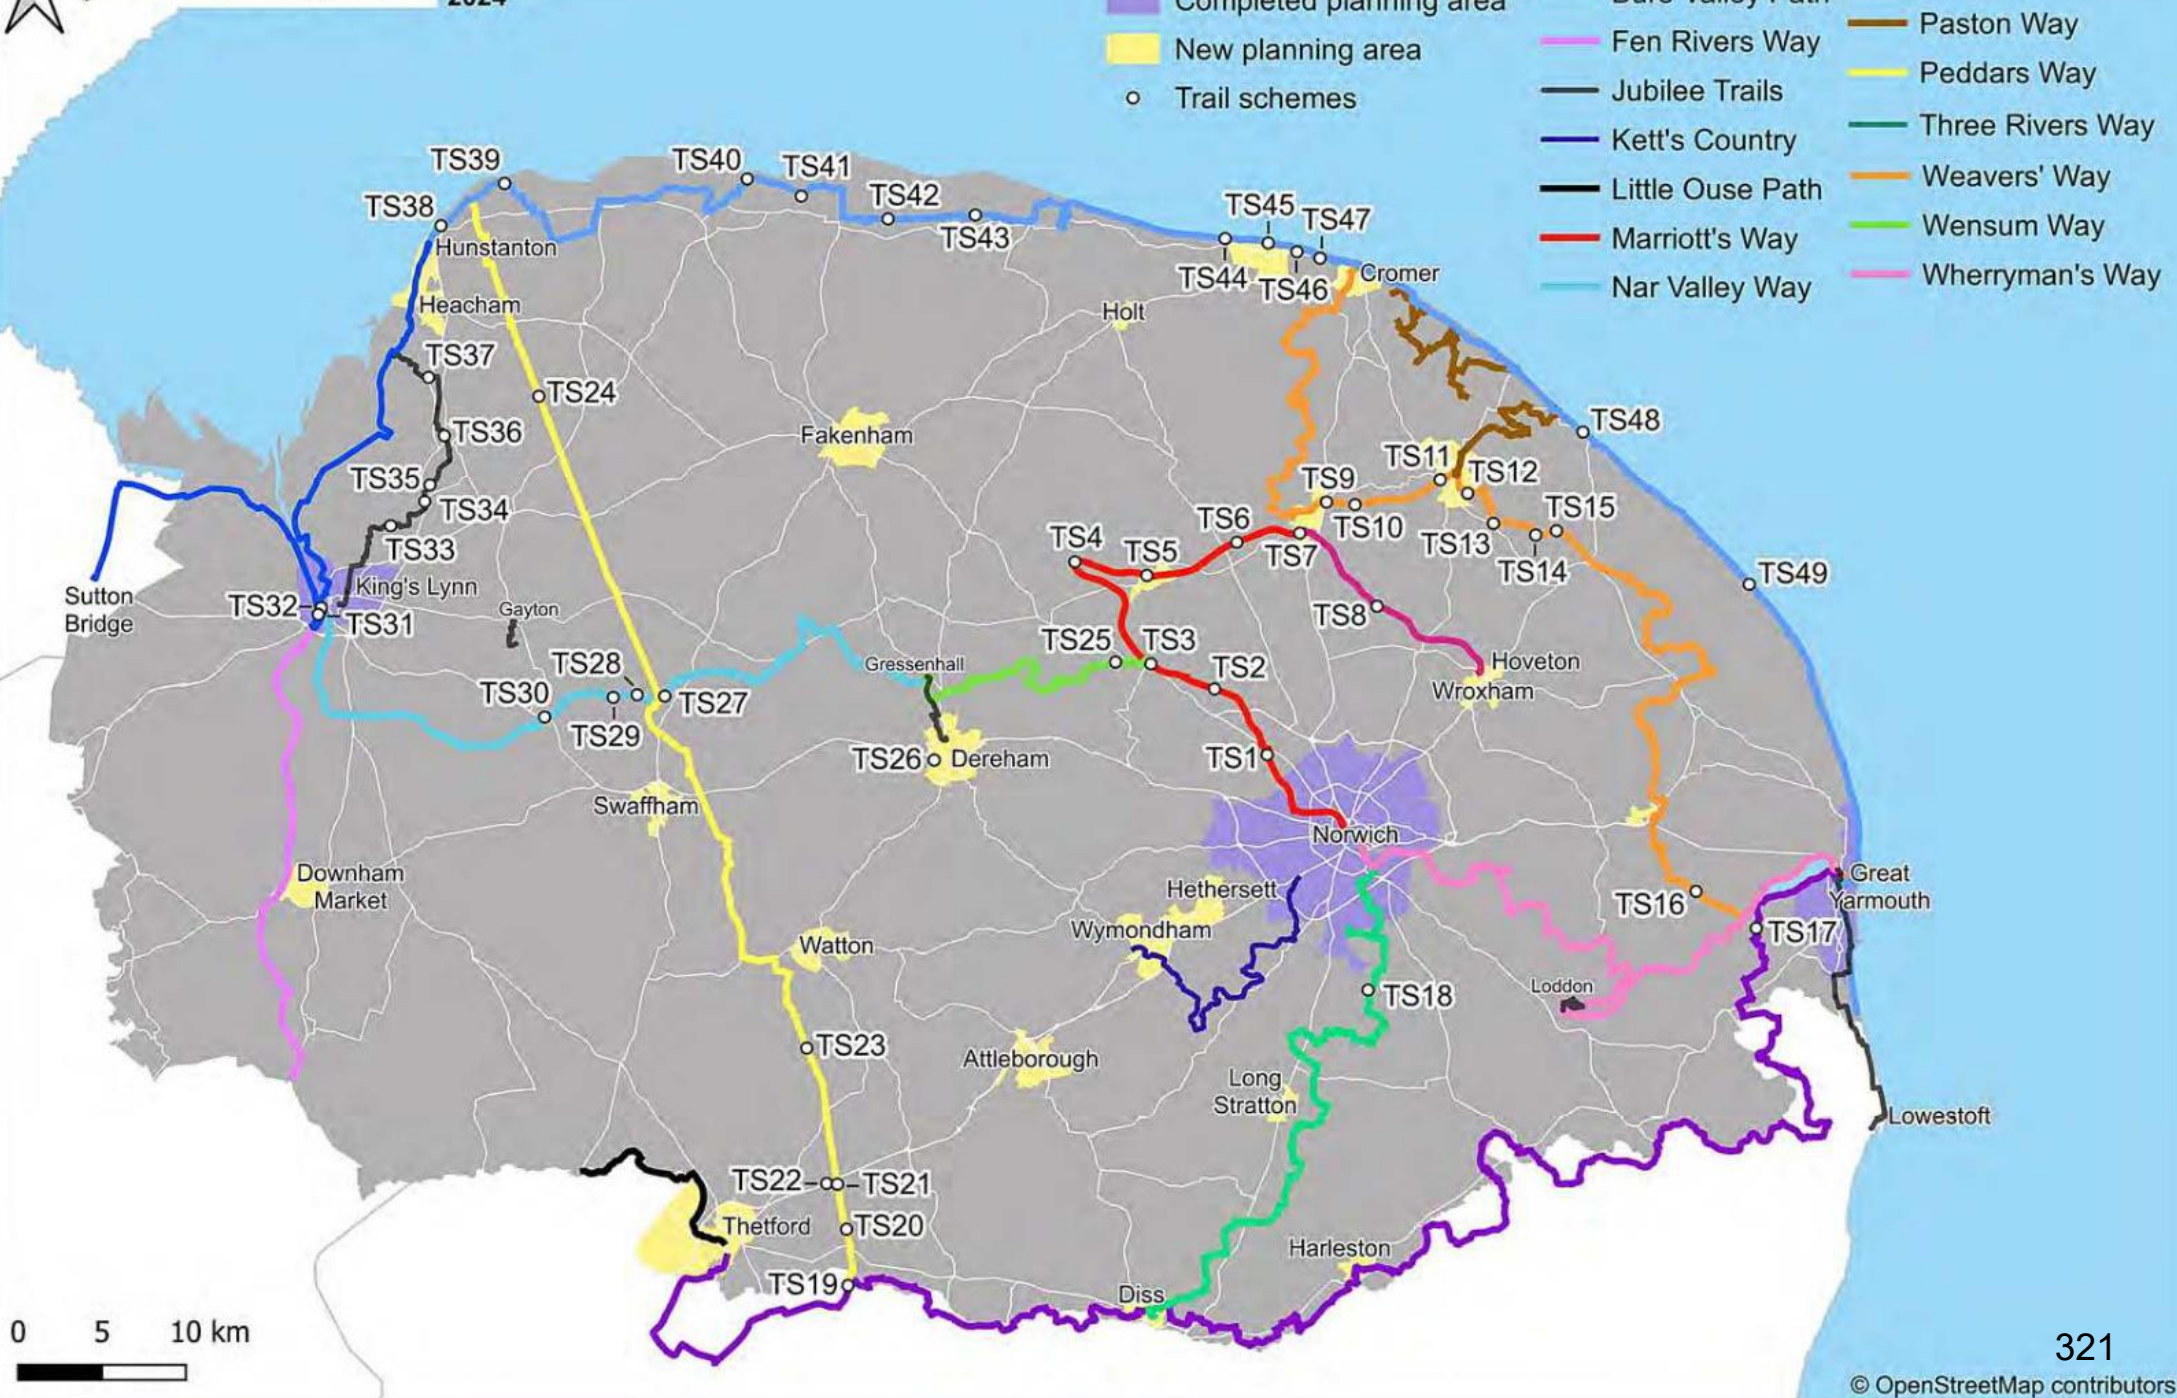 2024
Completed planning area
New planning area
Trail schemes
Bure Valley Path
Fen Rivers Way
Jubilee Trails
Kett's Country
Little Ouse Path
Marriott's Way
Nar Valley Way
Paston Way
Peddars Way
Three Rivers Way
Weavers' Way
Wensum Way
Wherryman's Way
TS39
TS38
Hunstanton
TS40
TS41
TS42
TS43
TS45
TS47
TS44
TS46
Cromer
Heacham
Holt
TS37
TS24
TS36
Fakenham
TS48
TS35
TS34
TS33
TS11
TS12
TS9
TS10
TS15
TS13
TS14
TS4
TS5
TS6
TS7
TS49
Sutton
Bridge
King's Lynn
TS32
TS31
Gayton
TS8
TS28
TS30
TS29
TS27
Gressenhall
TS25
TS3
TS2
Hoveton
Wroxham
TS26
Dereham
TS1
Swaffham
Norwich
Downham
Market
Hethersett
Wymondham
Great
Yarmouth
TS16
TS17
Watton
Loddon
TS18
TS23
Attleborough
Long
Stratton
Lowestoft
TS22
TS21
Thetford
TS20
TS19
Harleston
Diss
0 5 10 km
321
© OpenStreetMap contributors